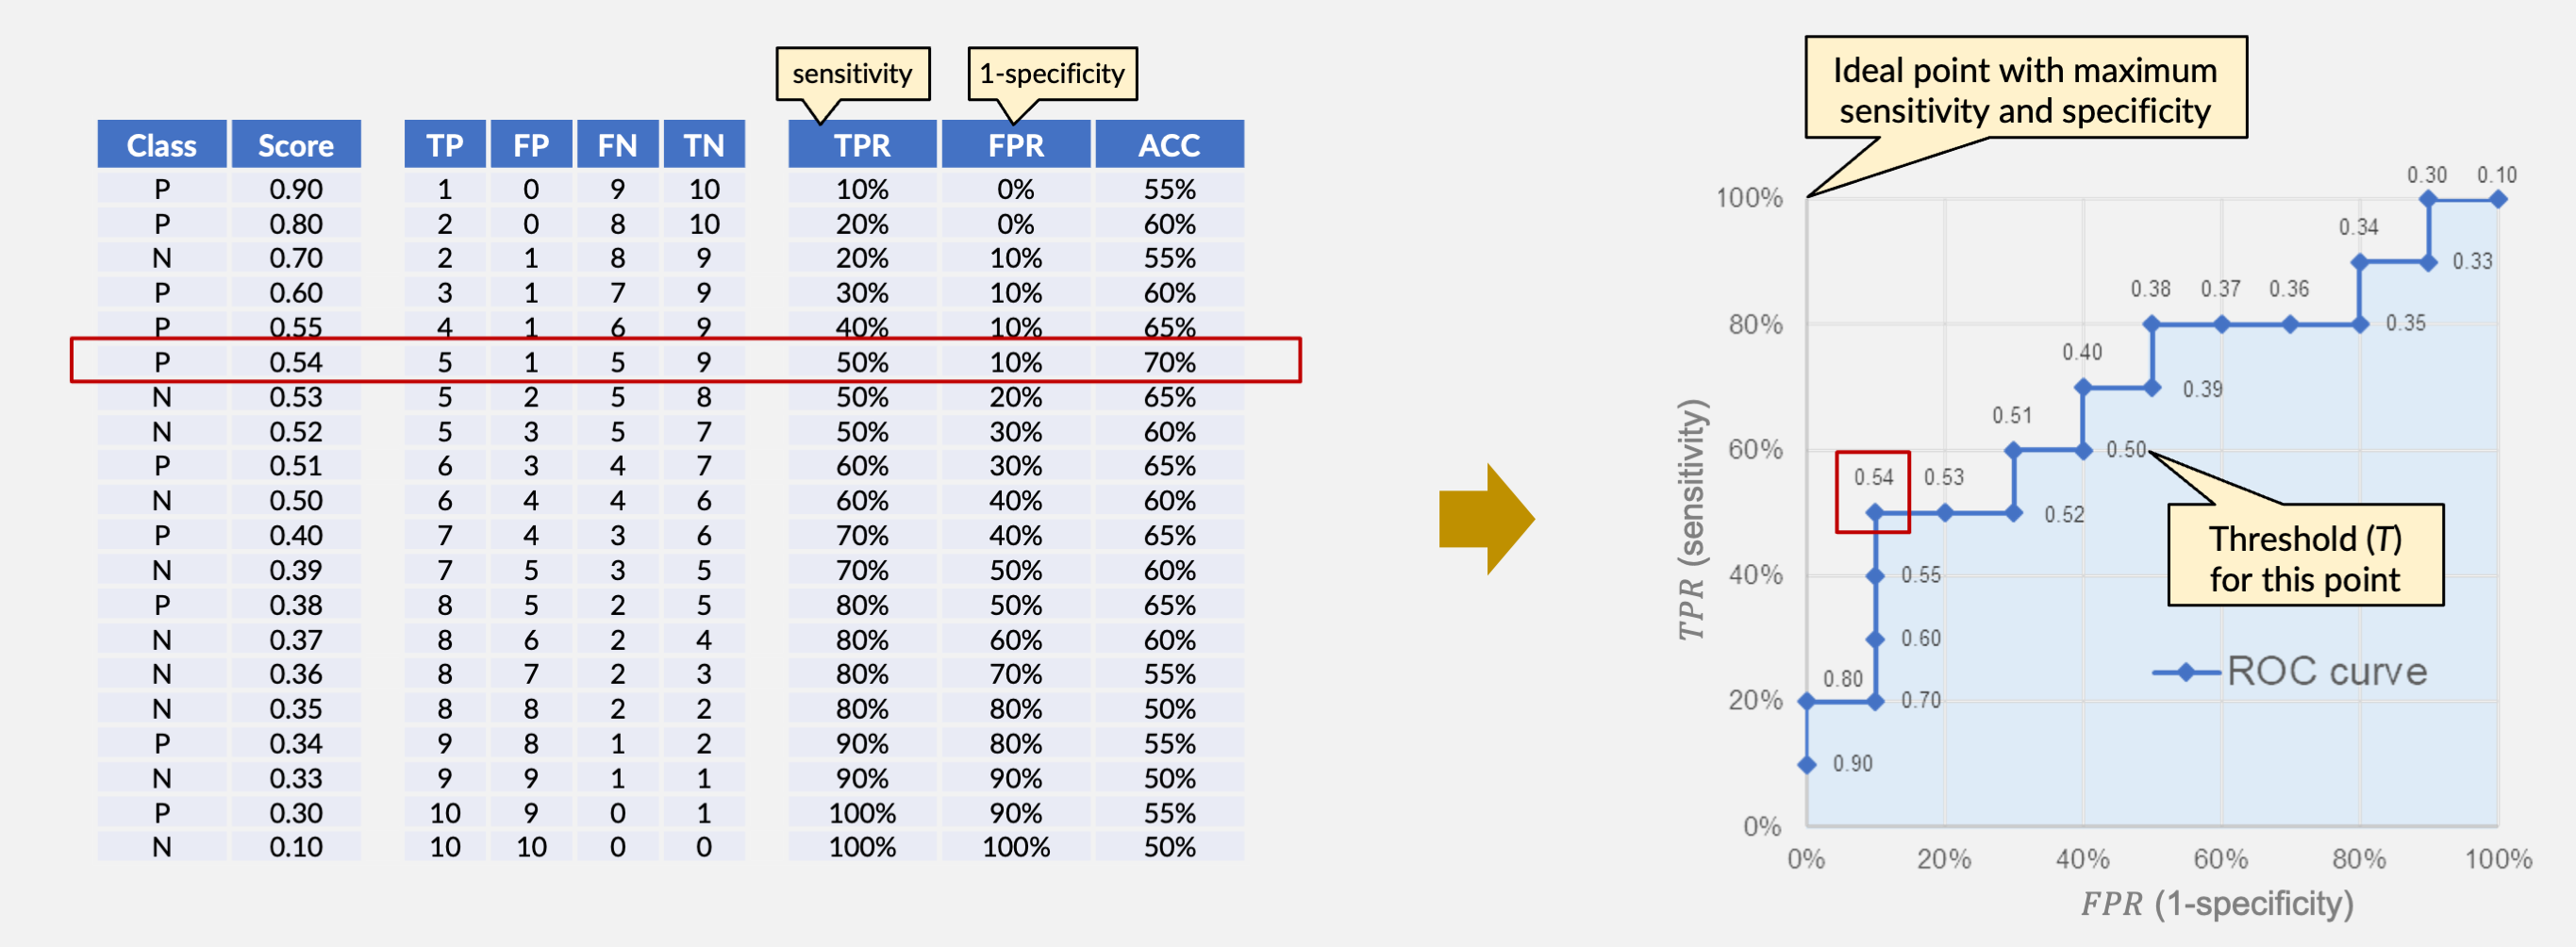 sensitivity
1-specificity
Class Score TP FP FN TN TPR FPR ACC
P 0.90 1 0 9 10 10% 0% 55%
P 0.80 2 0 8 10 20% 0% 60%
N 0.70 2 1 8 9 20% 10% 55%
P 0.60 3 1 7 9 30% 10% 60%
P 0.55 4 1 6 9 40% 10% 65%
P 0.54 5 1 5 9 50% 10% 70%
N 0.53 5 2 5 8 50% 20% 65%
N 0.52 5 3 5 7 50% 30% 60%
P 0.51 6 3 4 7 60% 30% 65%
N 0.50 6 4 4 6 60% 40% 60%
P 0.40 7 4 3 6 70% 40% 65%
N 0.39 7 5 3 5 70% 50% 60%
P 0.38 8 5 2 5 80% 50% 65%
N 0.37 8 6 2 4 80% 60% 60%
N 0.36 8 7 2 3 80% 70% 55%
N 0.35 8 8 2 2 80% 80% 50%
P 0.34 9 8 1 2 90% 80% 55%
N 0.33 9 9 1 1 90% 90% 50%
P 0.30 10 9 0 1 100% 90% 55%
N 0.10 10 10 0 0 100% 100% 50%
Ideal point with maximum
sensitivity and specificity
0.30 0.10
100%
0.34
0.33
0.38 0.37 0.36
80% 0.35
0.40
0.39
0.51
60% 0.50
0.54 0.53
0.52
Threshold (T)
for this point
40% 0.55
0.60
ROC curve
0.80
20% 0.70
0.90
0%
0% 20% 40% 60% 80% 100%
TPR (sensitivity)
FPR (1-specificity)